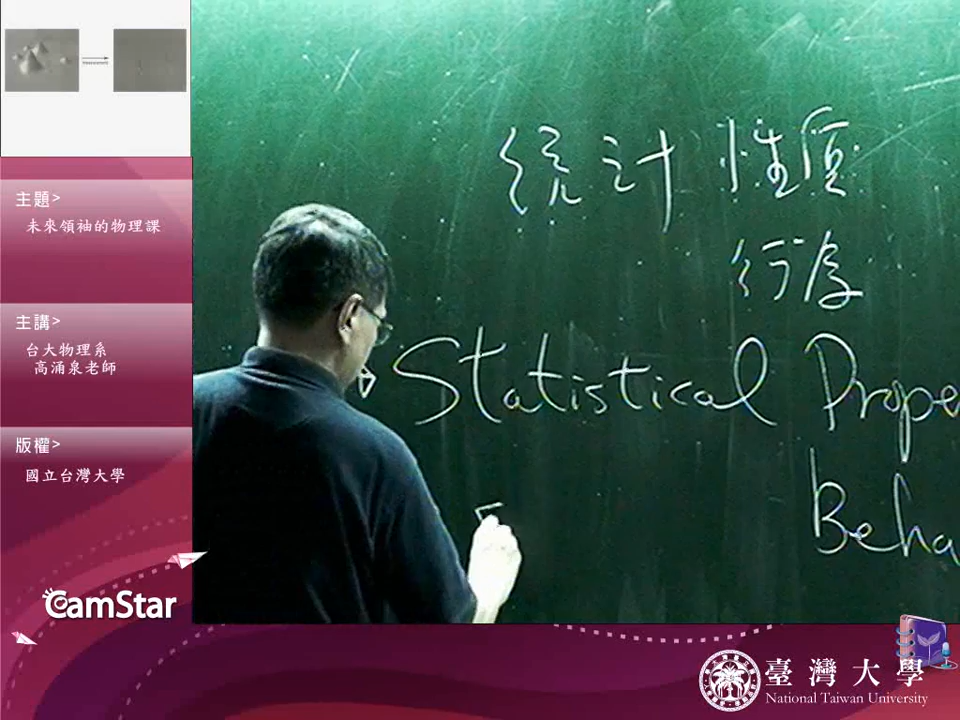 主題>
未來領袖的物理課
主講>
台大物理系
高涌泉老師
版權>
國立台灣大學
CamStar
统计性质
行為
Statistical Prope
Beha
臺灣大學
National Taiwan University